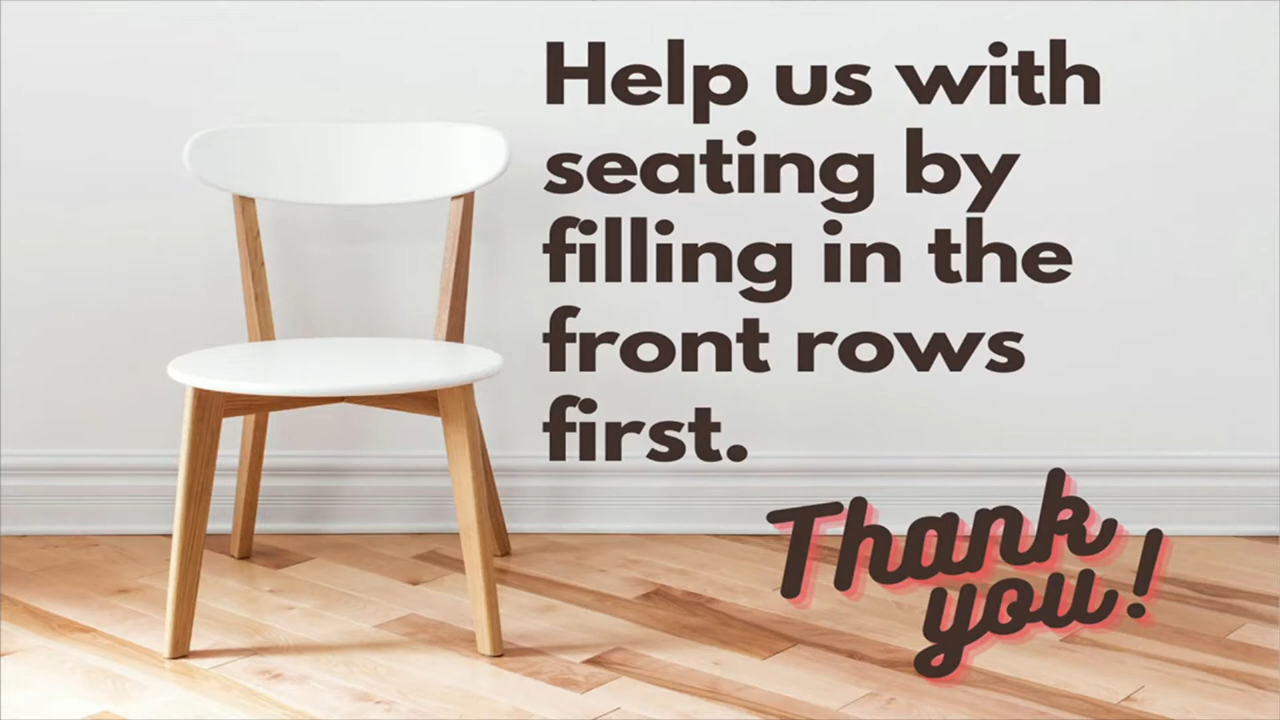 Help us with
seating by
filling in the
front rows
first.
Thank
you!